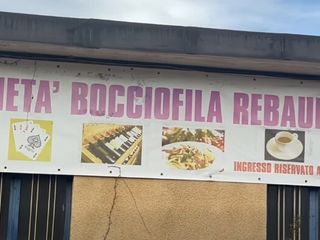 IETA' BOCCIOFILA REBAU
INGRESSO RISERVATO A